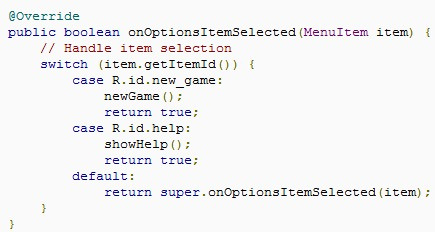 @Override
public boolean onOptionsItemSelected(MenuItem item) {
    // Handle item selection
    switch (item.getItemId()) {
        case R.id.new_game:
            newGame();
            return true;
        case R.id.help:
            showHelp();
            return true;
        default:
            return super.onOptionsItemSelected(item);
    }
}